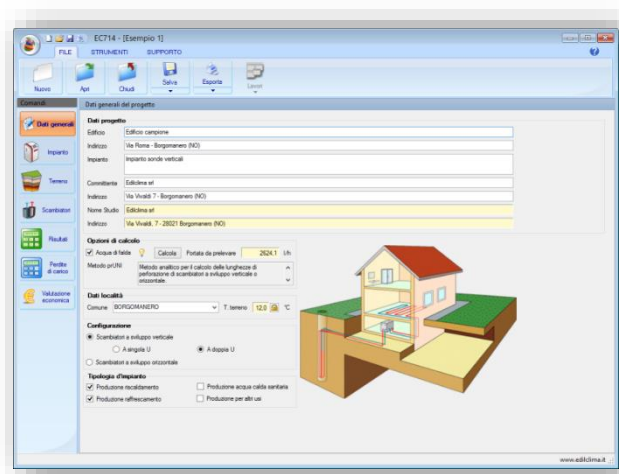 EC714 - [Esempio 1]
FILE STRUMENTI SUPPORTO
Nuovo Apri Chiudi Salva Esporta Lavori
Comandi
Dati generali
Impianto
Terreno
Scambiatori
Risultati
Perdite di carico
Valutazione economica
Dati generali del progetto
Dati progetto
Edificio Edificio campione
Indirizzo Via Roma - Borgomanero (NO)
Impianto Impianto sonde verticali
Committente Edilclima srl
Indirizzo Via Vivaldi 7 - Borgomanero (NO)
Nome Studio Edilclima srl
Indirizzo Via Vivaldi, 7 - 28021 Borgomanero (NO)
Opzioni di calcolo
Acqua di falda Calcola Portata da prelevare 2624,1 l/h
Metodo prUNI Metodo analitico per il calcolo delle lunghezze di
perforazione di scambiatori a sviluppo verticale o
orizzontale.
Dati località
Comune BORGOMANERO T. terreno 12,0 °C
Configurazione
Scambiatori a sviluppo verticale
A singola U A doppia U
Scambiatori a sviluppo orizzontale
Tipologia d'impianto
Produzione riscaldamento Produzione acqua calda sanitaria
Produzione raffrescamento Produzione per altri usi
www.edilclima.it